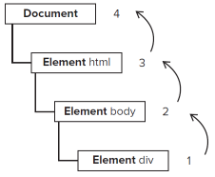 Document 4
Element html 3
Element body 2
Element div 1